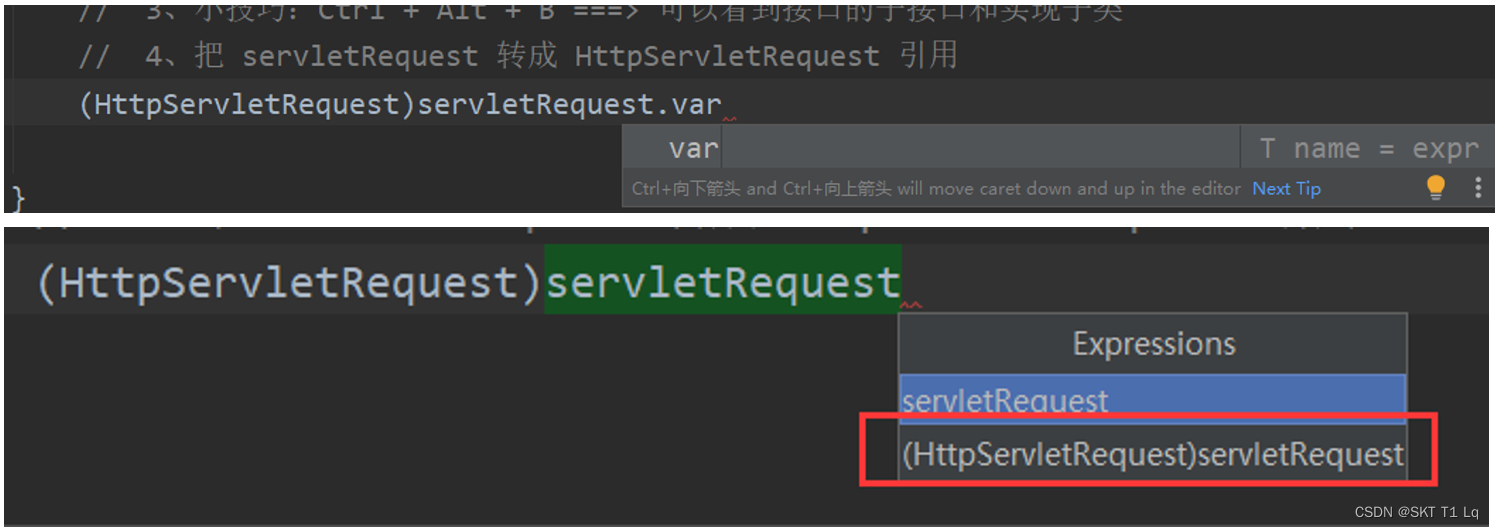 // 3、小技巧：Ctrl + Alt + B ===> 可以看到接口的子接口和实现子类
// 4、把 servletRequest 转成 HttpServletRequest 引用
(HttpServletRequest)servletRequest.var
var T name = expr
Ctrl+向下箭头 and Ctrl+向上箭头 will move caret down and up in the editor Next Tip
}
(HttpServletRequest)servletRequest
Expressions
servletRequest
(HttpServletRequest)servletRequest
CSDN @SKT T1 Lq